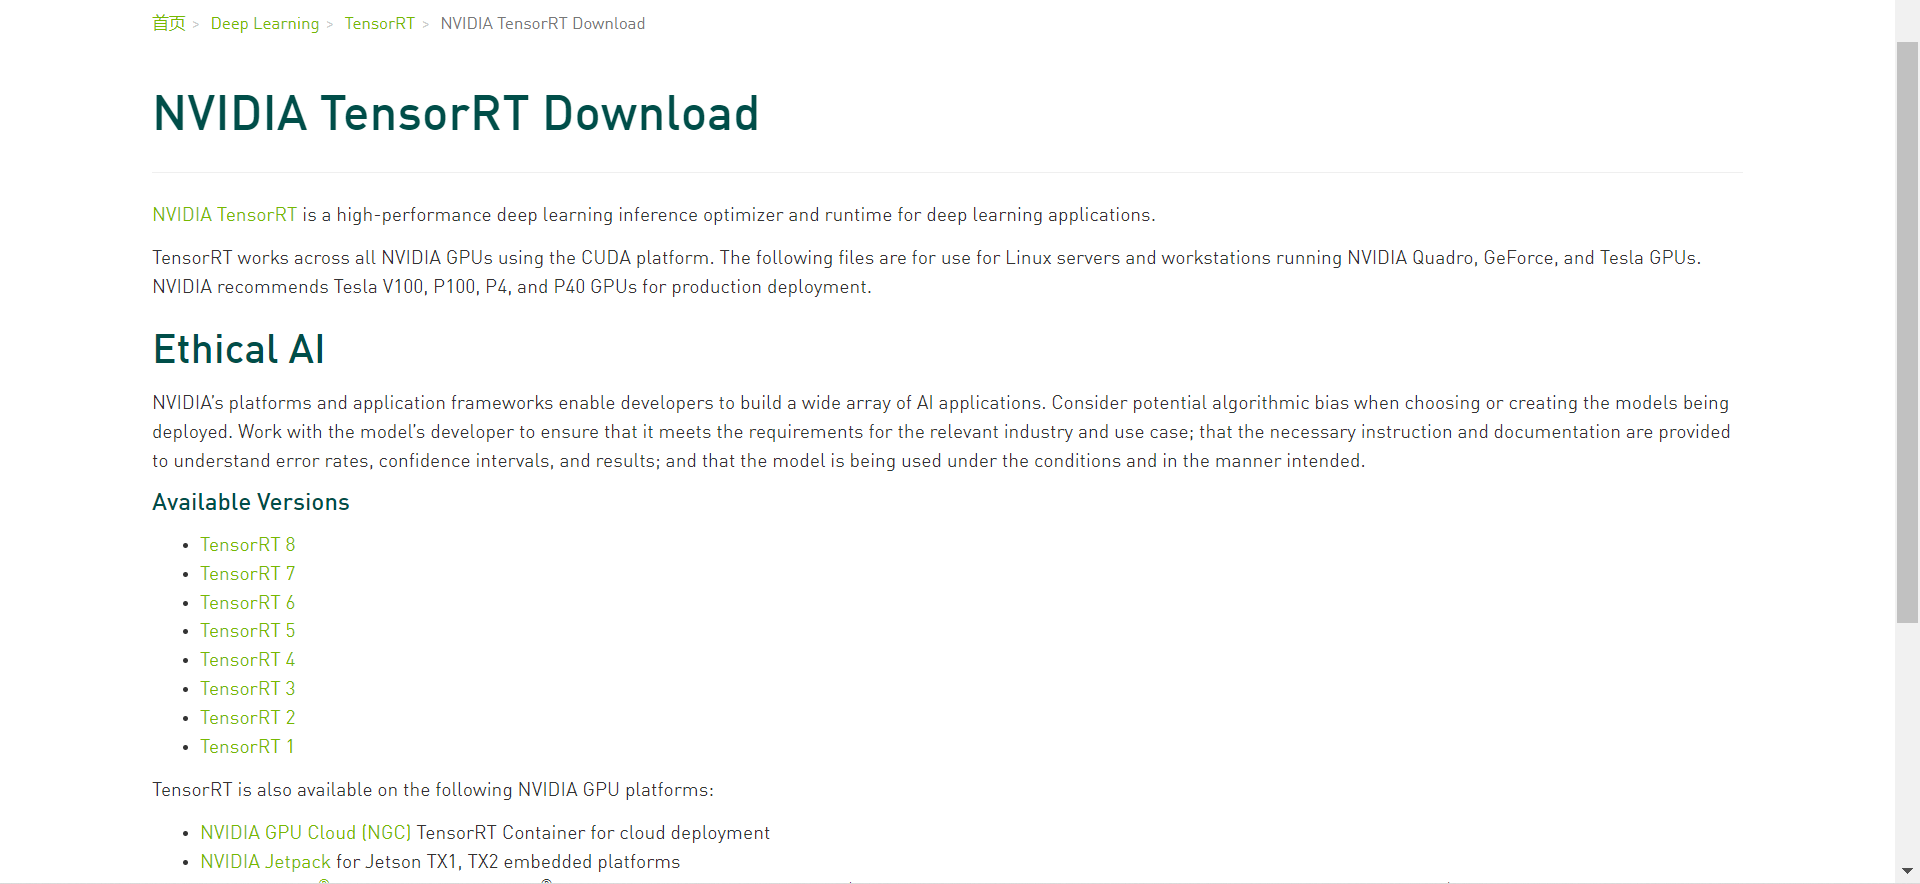 首页 > Deep Learning > TensorRT > NVIDIA TensorRT Download
NVIDIA TensorRT Download
NVIDIA TensorRT is a high-performance deep learning inference optimizer and runtime for deep learning applications.
TensorRT works across all NVIDIA GPUs using the CUDA platform. The following files are for use for Linux servers and workstations running NVIDIA Quadro, GeForce, and Tesla GPUs.
NVIDIA recommends Tesla V100, P100, P4, and P40 GPUs for production deployment.
Ethical AI
NVIDIA’s platforms and application frameworks enable developers to build a wide array of AI applications. Consider potential algorithmic bias when choosing or creating the models being
deployed. Work with the model’s developer to ensure that it meets the requirements for the relevant industry and use case; that the necessary instruction and documentation are provided
to understand error rates, confidence intervals, and results; and that the model is being used under the conditions and in the manner intended.
Available Versions
• TensorRT 8
• TensorRT 7
• TensorRT 6
• TensorRT 5
• TensorRT 4
• TensorRT 3
• TensorRT 2
• TensorRT 1
TensorRT is also available on the following NVIDIA GPU platforms:
• NVIDIA GPU Cloud (NGC) TensorRT Container for cloud deployment
• NVIDIA Jetpack for Jetson TX1, TX2 embedded platforms